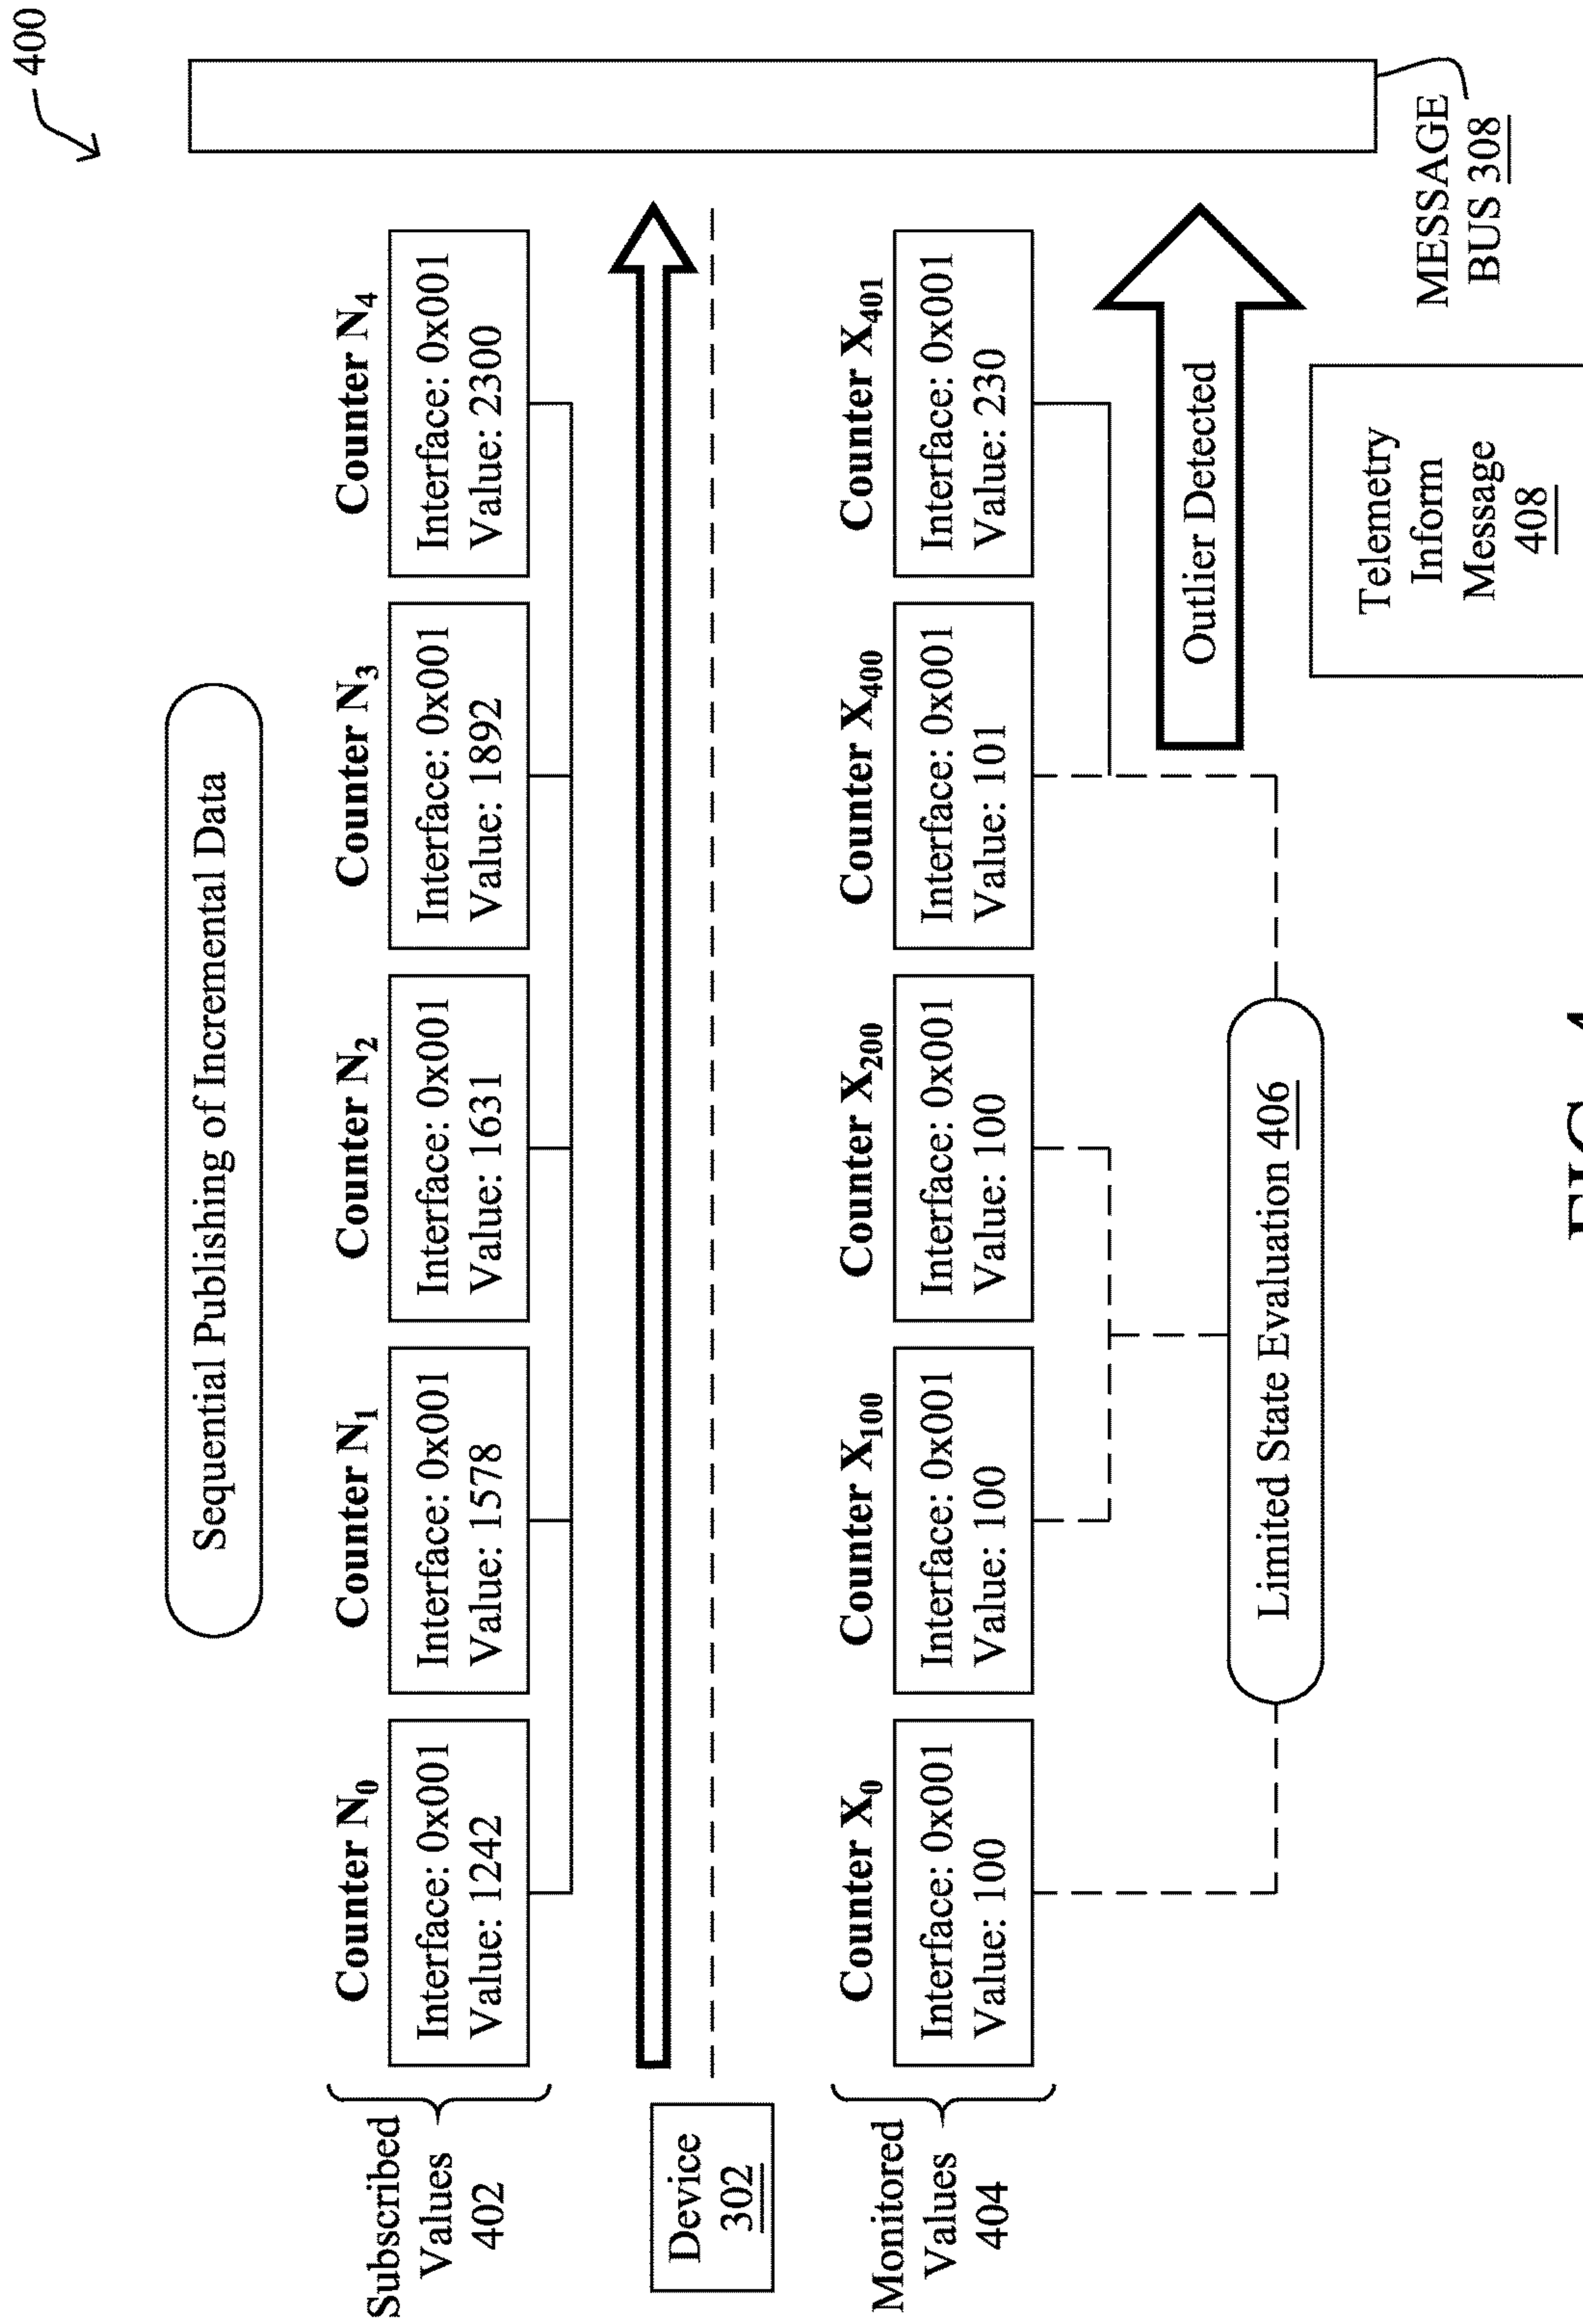 400
Sequential Publishing of Incremental Data
Subscribed
Values
402
Counter N0
Interface: 0x001
Value: 1242
Counter N1
Interface: 0x001
Value: 1578
Counter N2
Interface: 0x001
Value: 1631
Counter N3
Interface: 0x001
Value: 1892
Counter N4
Interface: 0x001
Value: 2300
Device
302
Monitored
Values
404
Counter X0
Interface: 0x001
Value: 100
Counter X100
Interface: 0x001
Value: 100
Counter X200
Interface: 0x001
Value: 100
Counter X400
Interface: 0x001
Value: 101
Counter X401
Interface: 0x001
Value: 230
Outlier Detected
Limited State Evaluation 406
Telemetry
Inform
Message
408
MESSAGE
BUS 308